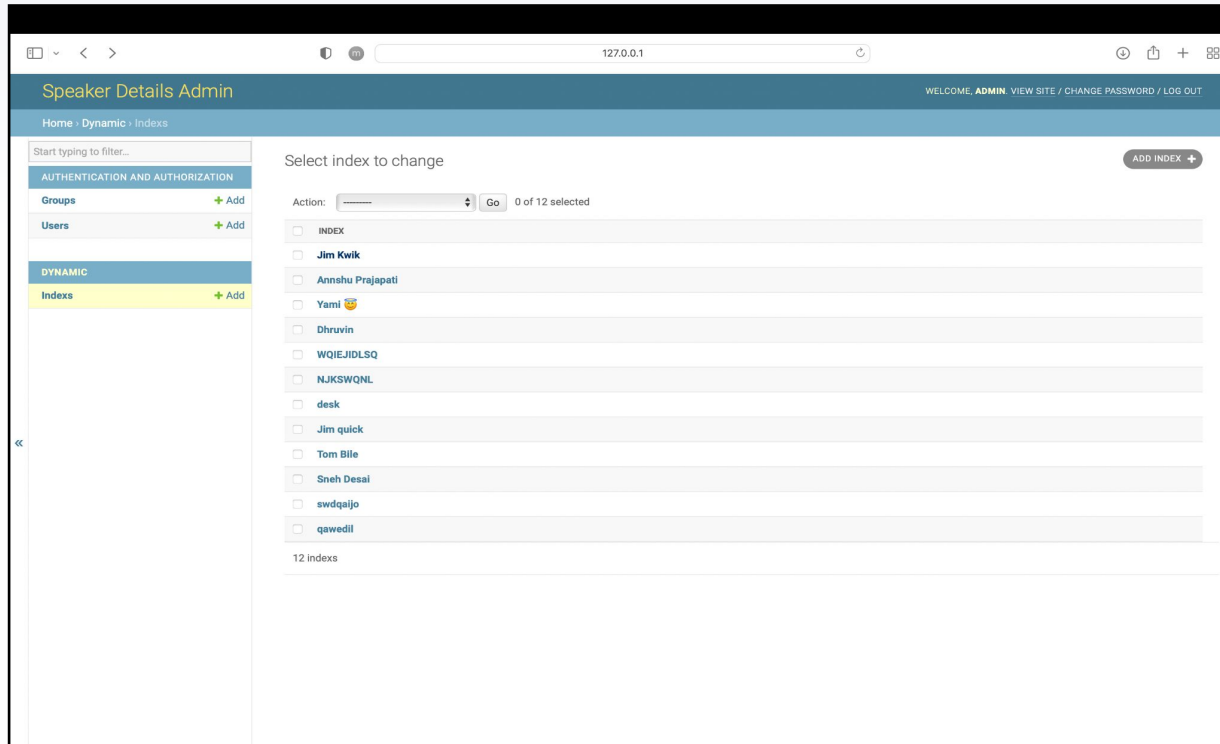 m
127.0.0.1
Speaker Details Admin
WELCOME, ADMIN. VIEW SITE / CHANGE PASSWORD / LOG OUT
Home › Dynamic › Indexs
Start typing to filter...
AUTHENTICATION AND AUTHORIZATION
Groups + Add
Users + Add
DYNAMIC
Indexs + Add
«
Select index to change
ADD INDEX +
Action: --------- Go 0 of 12 selected
INDEX
Jim Kwik
Annshu Prajapati
Yami 😇
Dhruvin
WQIEJIDLSQ
NJKSWQNL
desk
Jim quick
Tom Bile
Sneh Desai
swdqaijo
qawedil
12 indexs